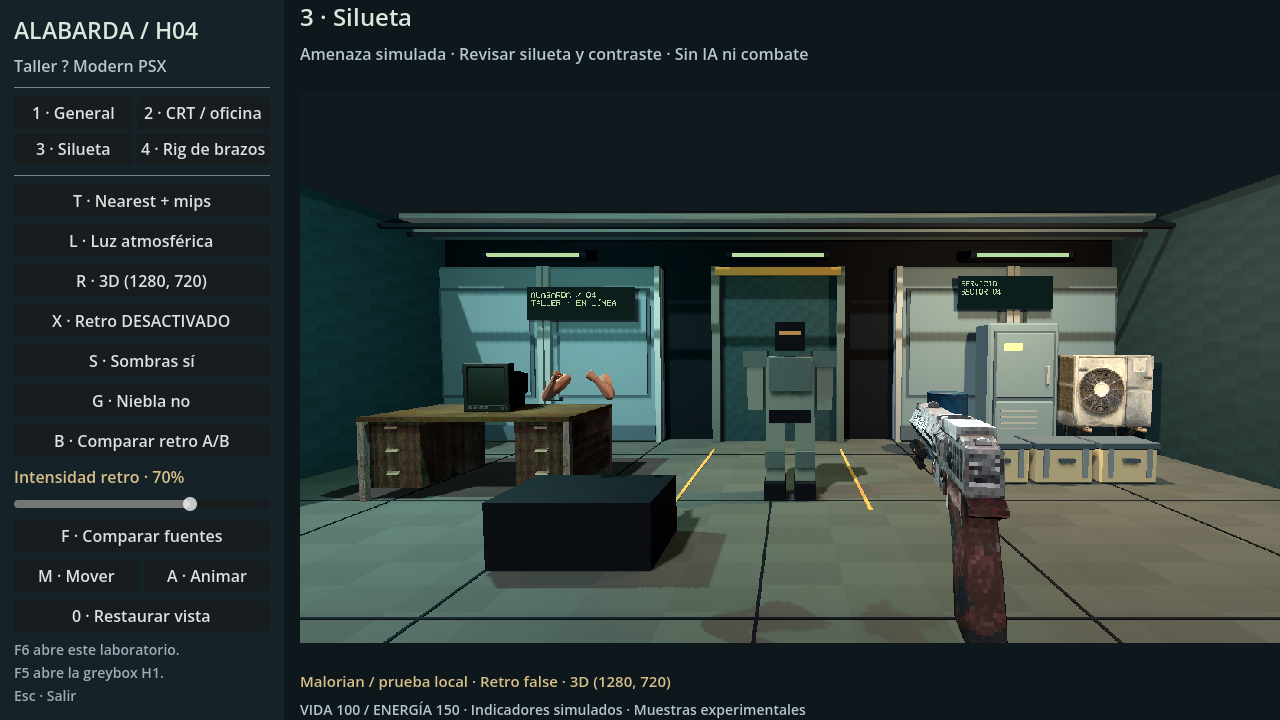 ALABARDA / H04
Taller ? Modern PSX
1 · General
2 · CRT / oficina
3 · Silueta
4 · Rig de brazos
T · Nearest + mips
L · Luz atmosférica
R · 3D (1280, 720)
X · Retro DESACTIVADO
S · Sombras sí
G · Niebla no
B · Comparar retro A/B
Intensidad retro · 70%
F · Comparar fuentes
M · Mover
A · Animar
0 · Restaurar vista
F6 abre este laboratorio.
F5 abre la greybox H1.
Esc · Salir
3 · Silueta
Amenaza simulada · Revisar silueta y contraste · Sin IA ni combate
ALABARDA / 04
TALLER · EN LINEA
SERVICIO
SECTOR 04
Malorian / prueba local · Retro false · 3D (1280, 720)
VIDA 100 / ENERGÍA 150 · Indicadores simulados · Muestras experimentales